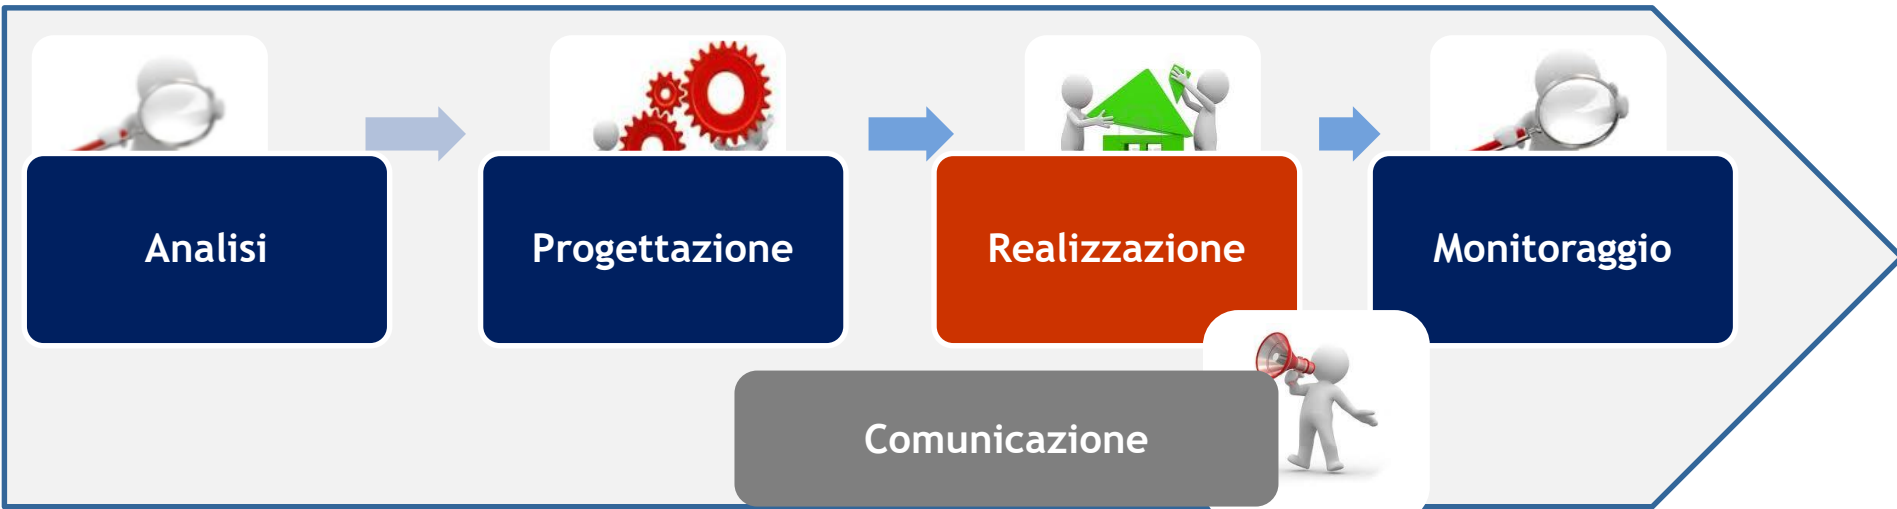 Analisi
Progettazione
Realizzazione
Monitoraggio
Comunicazione